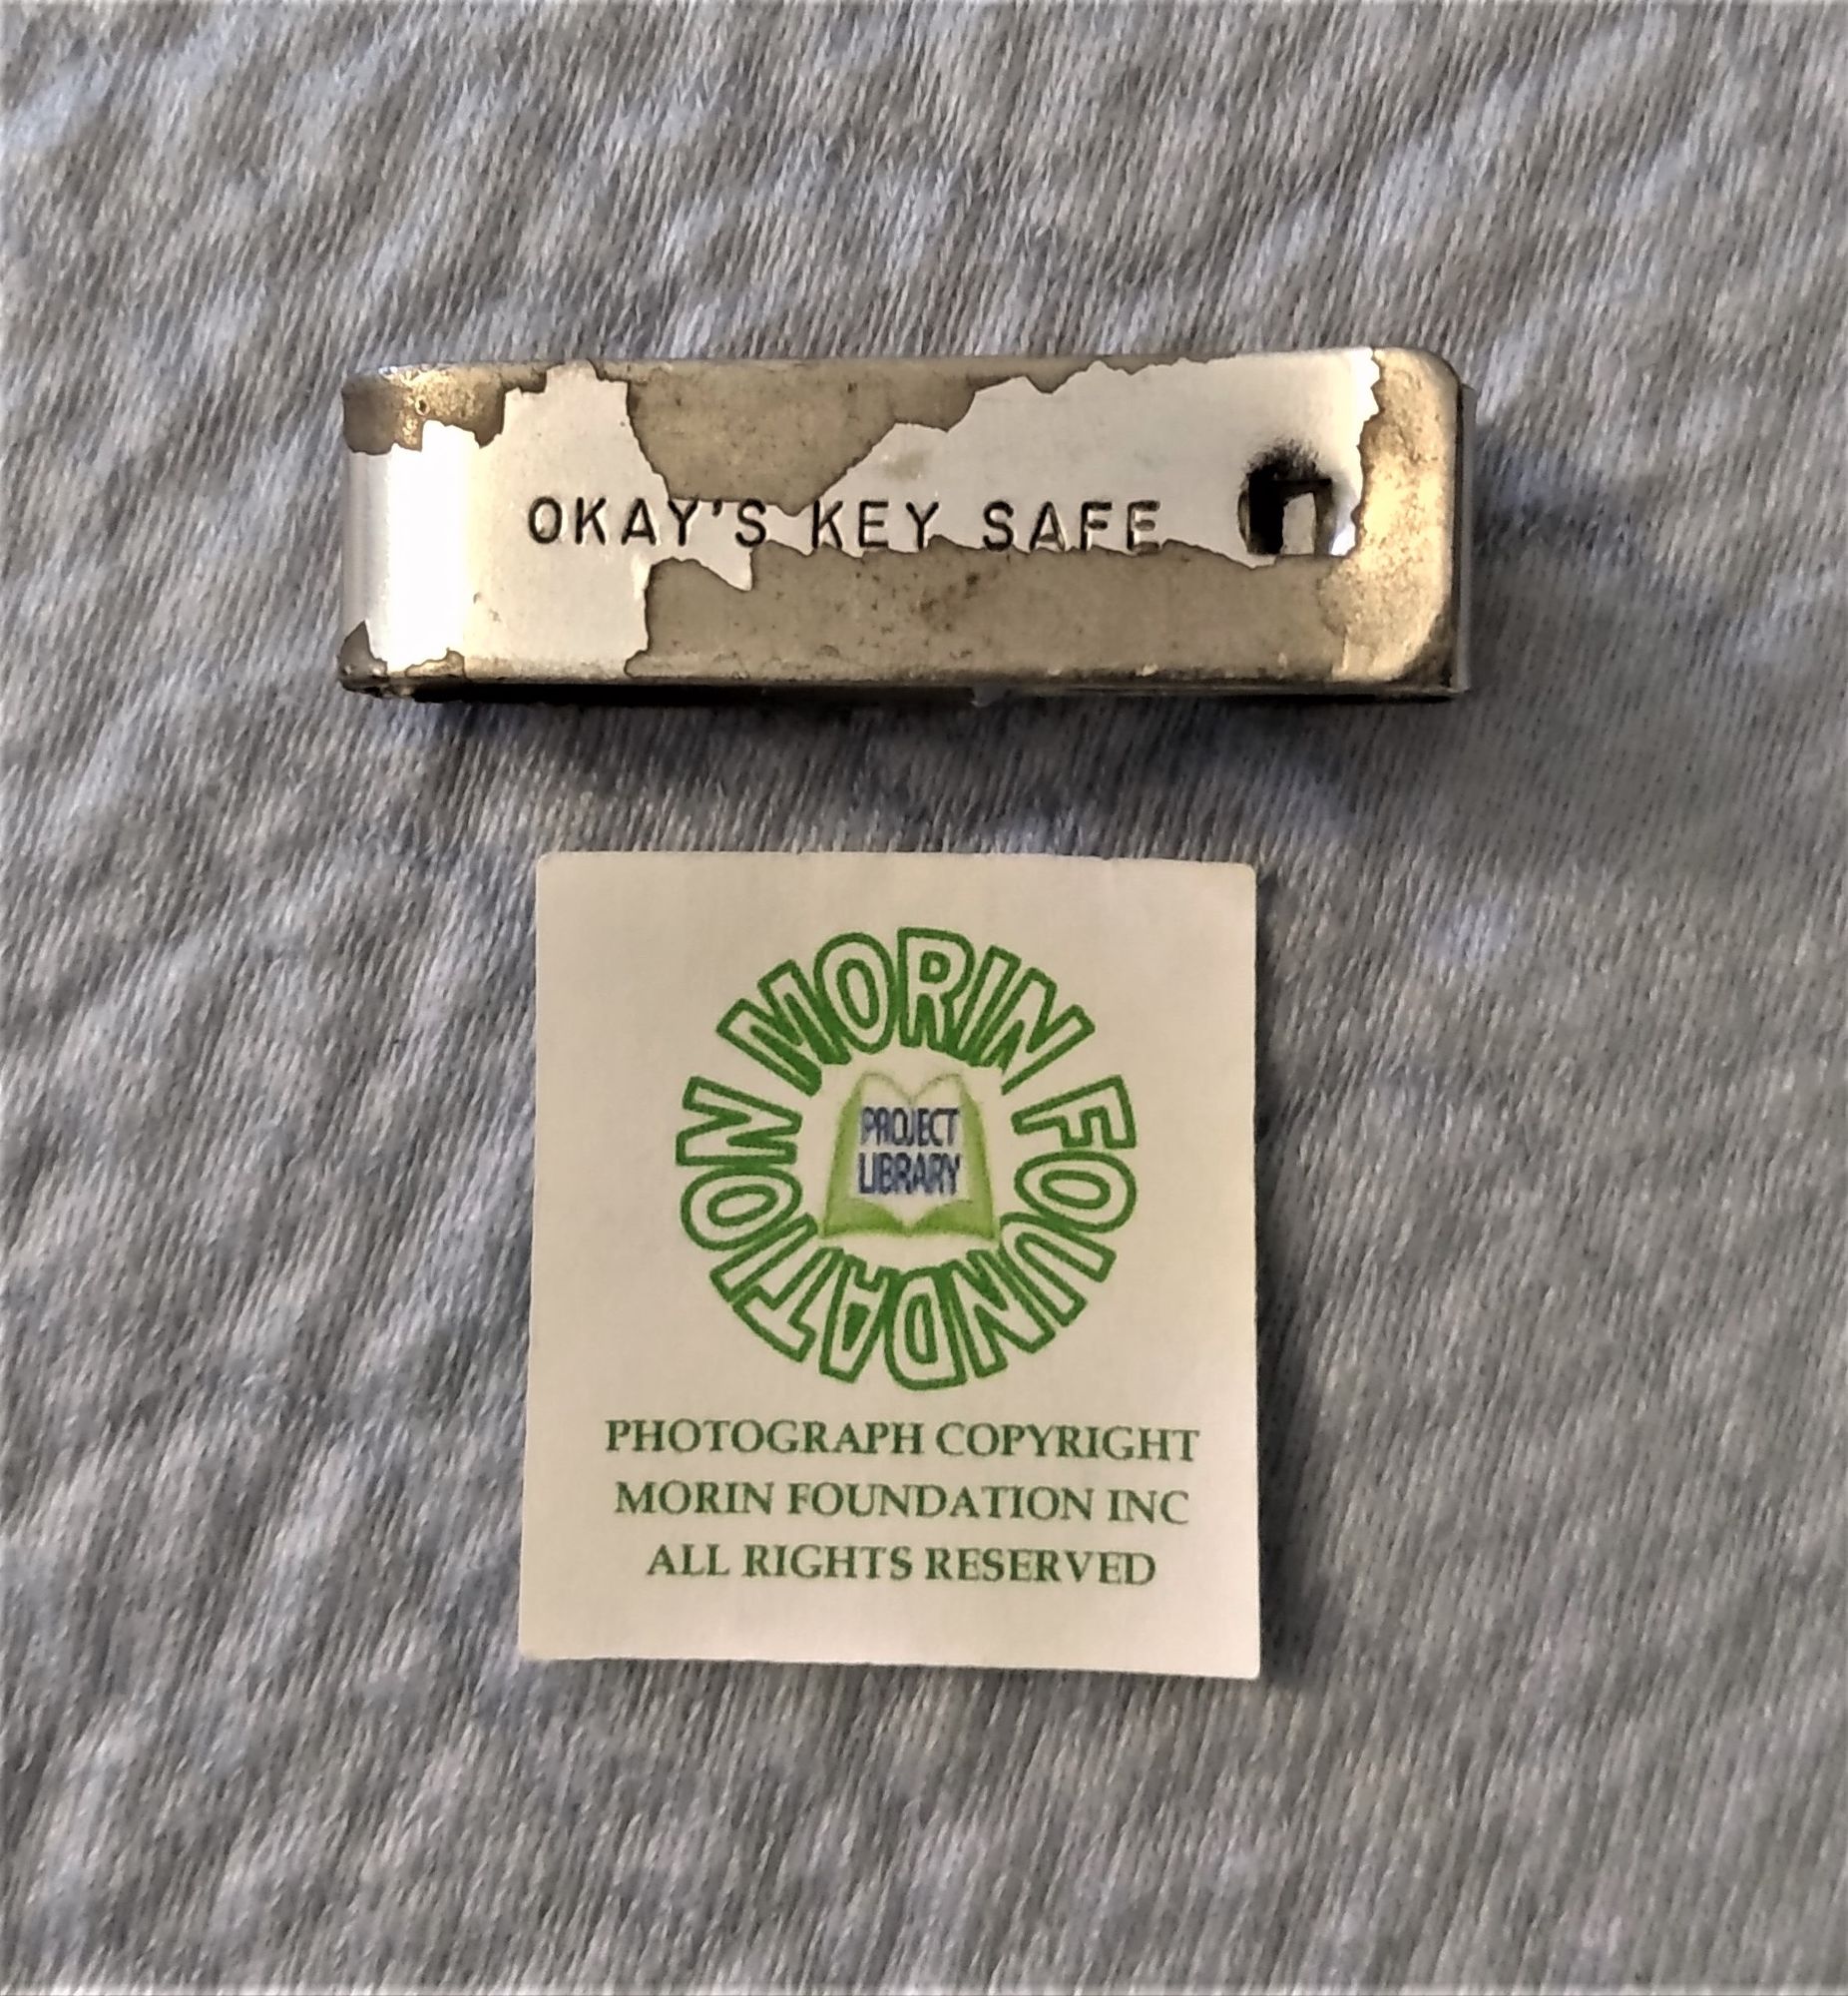 OKAY'S KEY SAFE
MORIN FOUNDATION
PROJECT
LIBRARY
PHOTOGRAPH COPYRIGHT
MORIN FOUNDATION INC
ALL RIGHTS RESERVED